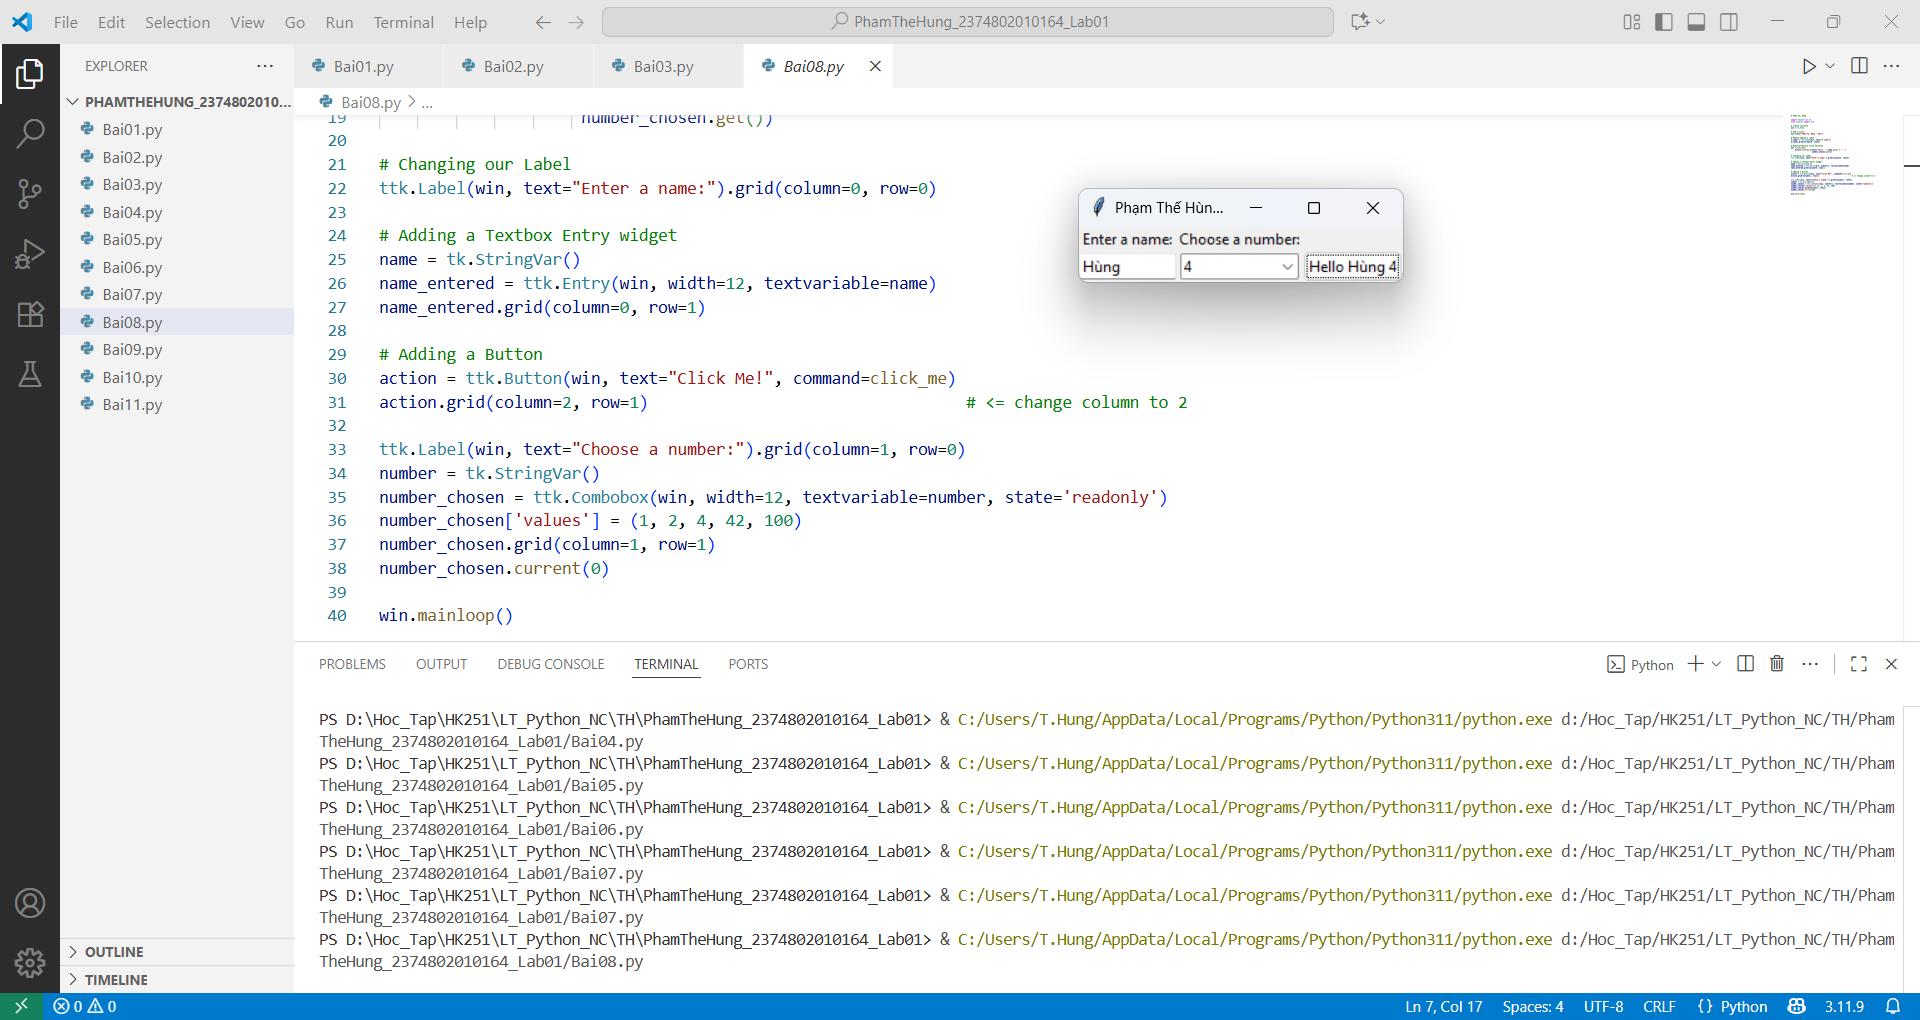 File Edit Selection View Go Run Terminal Help
PhamTheHung_2374802010164_Lab01
EXPLORER
PHAMTHEHUNG_2374802010...
Bai01.py
Bai02.py
Bai03.py
Bai04.py
Bai05.py
Bai06.py
Bai07.py
Bai08.py
Bai09.py
Bai10.py
Bai11.py
OUTLINE
TIMELINE
Bai01.py Bai02.py Bai03.py Bai08.py
Bai08.py > ...
19 number_chosen.get())
20
21 # Changing our Label
22 ttk.Label(win, text="Enter a name:").grid(column=0, row=0)
23
24 # Adding a Textbox Entry widget
25 name = tk.StringVar()
26 name_entered = ttk.Entry(win, width=12, textvariable=name)
27 name_entered.grid(column=0, row=1)
28
29 # Adding a Button
30 action = ttk.Button(win, text="Click Me!", command=click_me)
31 action.grid(column=2, row=1) # <= change column to 2
32
33 ttk.Label(win, text="Choose a number:").grid(column=1, row=0)
34 number = tk.StringVar()
35 number_chosen = ttk.Combobox(win, width=12, textvariable=number, state='readonly')
36 number_chosen['values'] = (1, 2, 4, 42, 100)
37 number_chosen.grid(column=1, row=1)
38 number_chosen.current(0)
39
40 win.mainloop()
Phạm Thế Hùn...
Enter a name: Choose a number:
Hùng 4 Hello Hùng 4
PROBLEMS OUTPUT DEBUG CONSOLE TERMINAL PORTS
Python
PS D:\Hoc_Tap\HK251\LT_Python_NC\TH\PhamTheHung_2374802010164_Lab01> & C:/Users/T.Hung/AppData/Local/Programs/Python/Python311/python.exe d:/Hoc_Tap/HK251/LT_Python_NC/TH/Pham
TheHung_2374802010164_Lab01/Bai04.py
PS D:\Hoc_Tap\HK251\LT_Python_NC\TH\PhamTheHung_2374802010164_Lab01> & C:/Users/T.Hung/AppData/Local/Programs/Python/Python311/python.exe d:/Hoc_Tap/HK251/LT_Python_NC/TH/Pham
TheHung_2374802010164_Lab01/Bai05.py
PS D:\Hoc_Tap\HK251\LT_Python_NC\TH\PhamTheHung_2374802010164_Lab01> & C:/Users/T.Hung/AppData/Local/Programs/Python/Python311/python.exe d:/Hoc_Tap/HK251/LT_Python_NC/TH/Pham
TheHung_2374802010164_Lab01/Bai06.py
PS D:\Hoc_Tap\HK251\LT_Python_NC\TH\PhamTheHung_2374802010164_Lab01> & C:/Users/T.Hung/AppData/Local/Programs/Python/Python311/python.exe d:/Hoc_Tap/HK251/LT_Python_NC/TH/Pham
TheHung_2374802010164_Lab01/Bai07.py
PS D:\Hoc_Tap\HK251\LT_Python_NC\TH\PhamTheHung_2374802010164_Lab01> & C:/Users/T.Hung/AppData/Local/Programs/Python/Python311/python.exe d:/Hoc_Tap/HK251/LT_Python_NC/TH/Pham
TheHung_2374802010164_Lab01/Bai07.py
PS D:\Hoc_Tap\HK251\LT_Python_NC\TH\PhamTheHung_2374802010164_Lab01> & C:/Users/T.Hung/AppData/Local/Programs/Python/Python311/python.exe d:/Hoc_Tap/HK251/LT_Python_NC/TH/Pham
TheHung_2374802010164_Lab01/Bai08.py
0 0 Ln 7, Col 17 Spaces: 4 UTF-8 CRLF {} Python 3.11.9